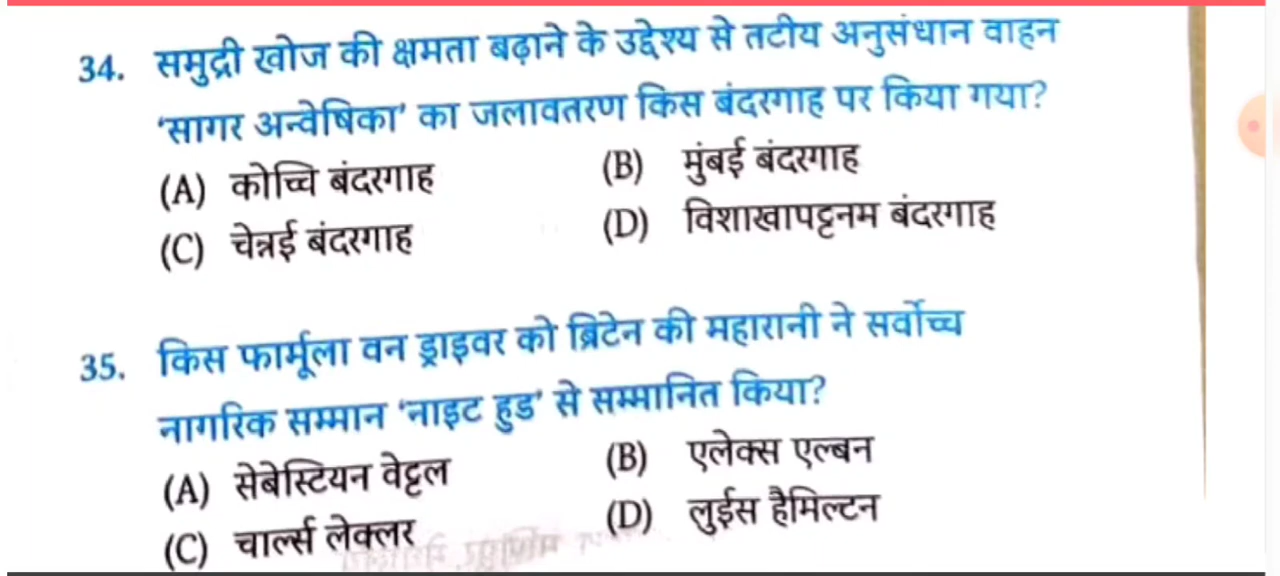 34. समुद्री खोज की क्षमता बढ़ाने के उद्देश्य से तटीय अनुसंधान वाहन
‘सागर अन्वेषिका’ का जलावतरण किस बंदरगाह पर किया गया?
(A) कोच्चि बंदरगाह (B) मुंबई बंदरगाह
(C) चेन्नई बंदरगाह (D) विशाखापट्टनम बंदरगाह
35. किस फार्मूला वन ड्राइवर को ब्रिटेन की महारानी ने सर्वोच्च
नागरिक सम्मान ‘नाइट हुड’ से सम्मानित किया?
(A) सेबेस्टियन वेट्टल (B) एलेक्स एल्बन
(C) चार्ल्स लेक्लर (D) लुईस हैमिल्टन